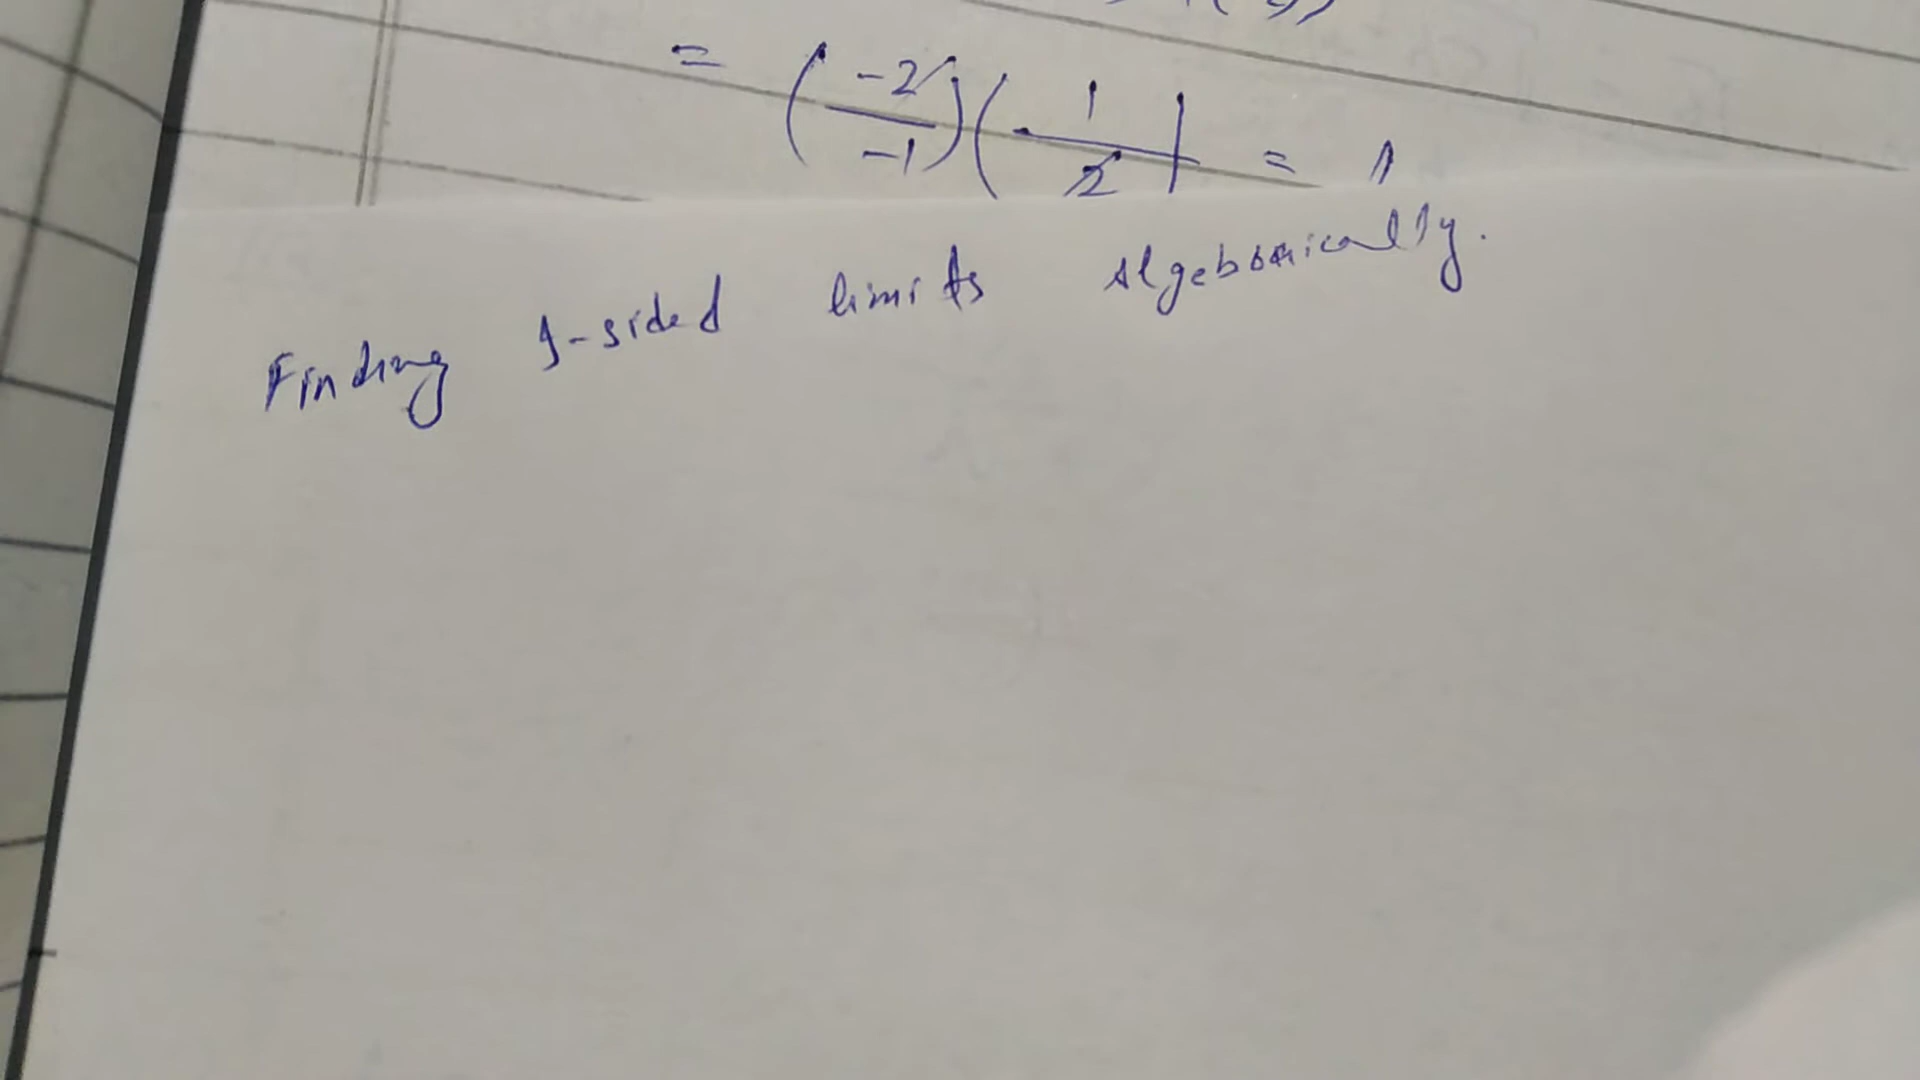 = (-2/-1)(1/2) = 1
Finding 1-sided limits Algebraically.